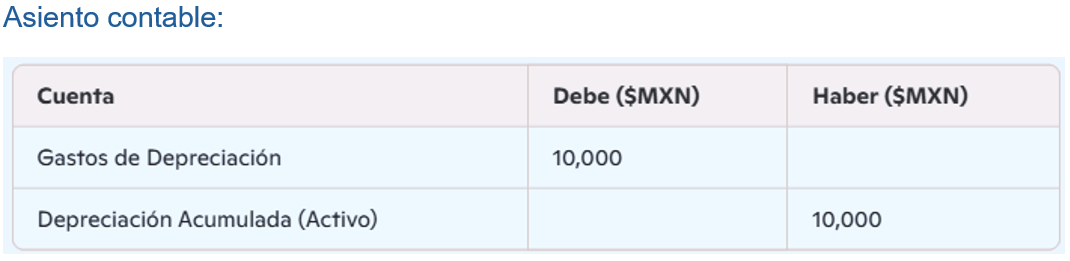 Asiento contable:
Cuenta Debe ($MXN) Haber ($MXN)
Gastos de Depreciación 10,000
Depreciación Acumulada (Activo) 10,000